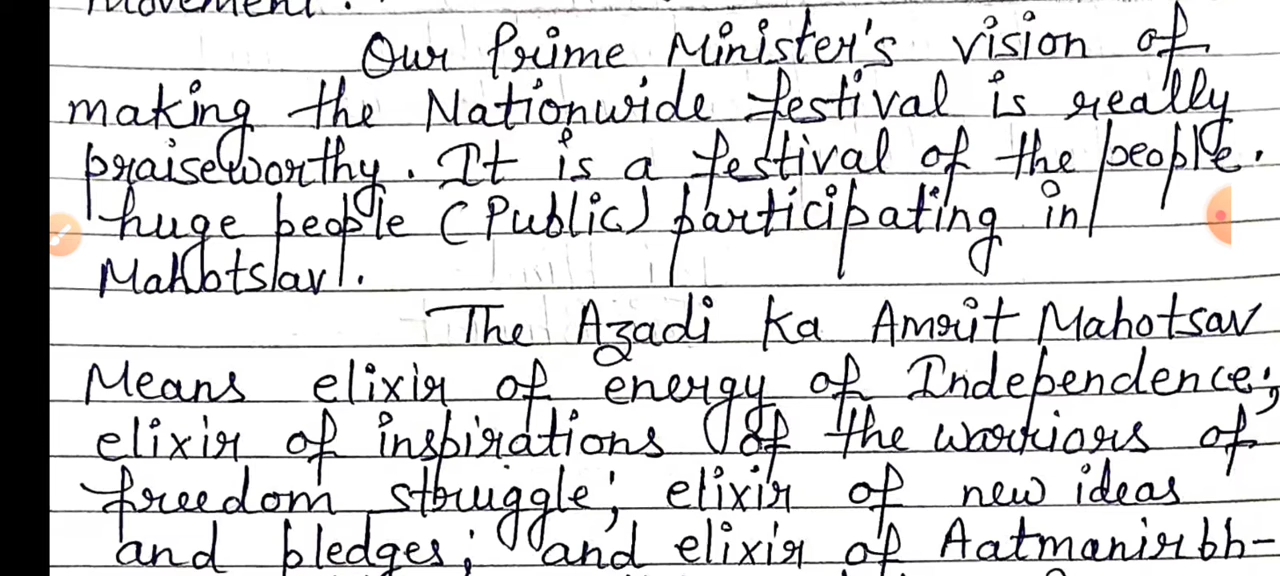 Movement.
Our Prime Minister's vision of
making the Nationwide festival is really
praiseworthy. It is a festival of the people.
huge people (Public) participating in
Mahotsav.
The Azadi Ka Amrit Mahotsav
Means elixir of energy of Independence;
elixir of inspirations of the warriors of
freedom struggle; elixir of new ideas
and pledges; and elixir of Aatmanirbh-